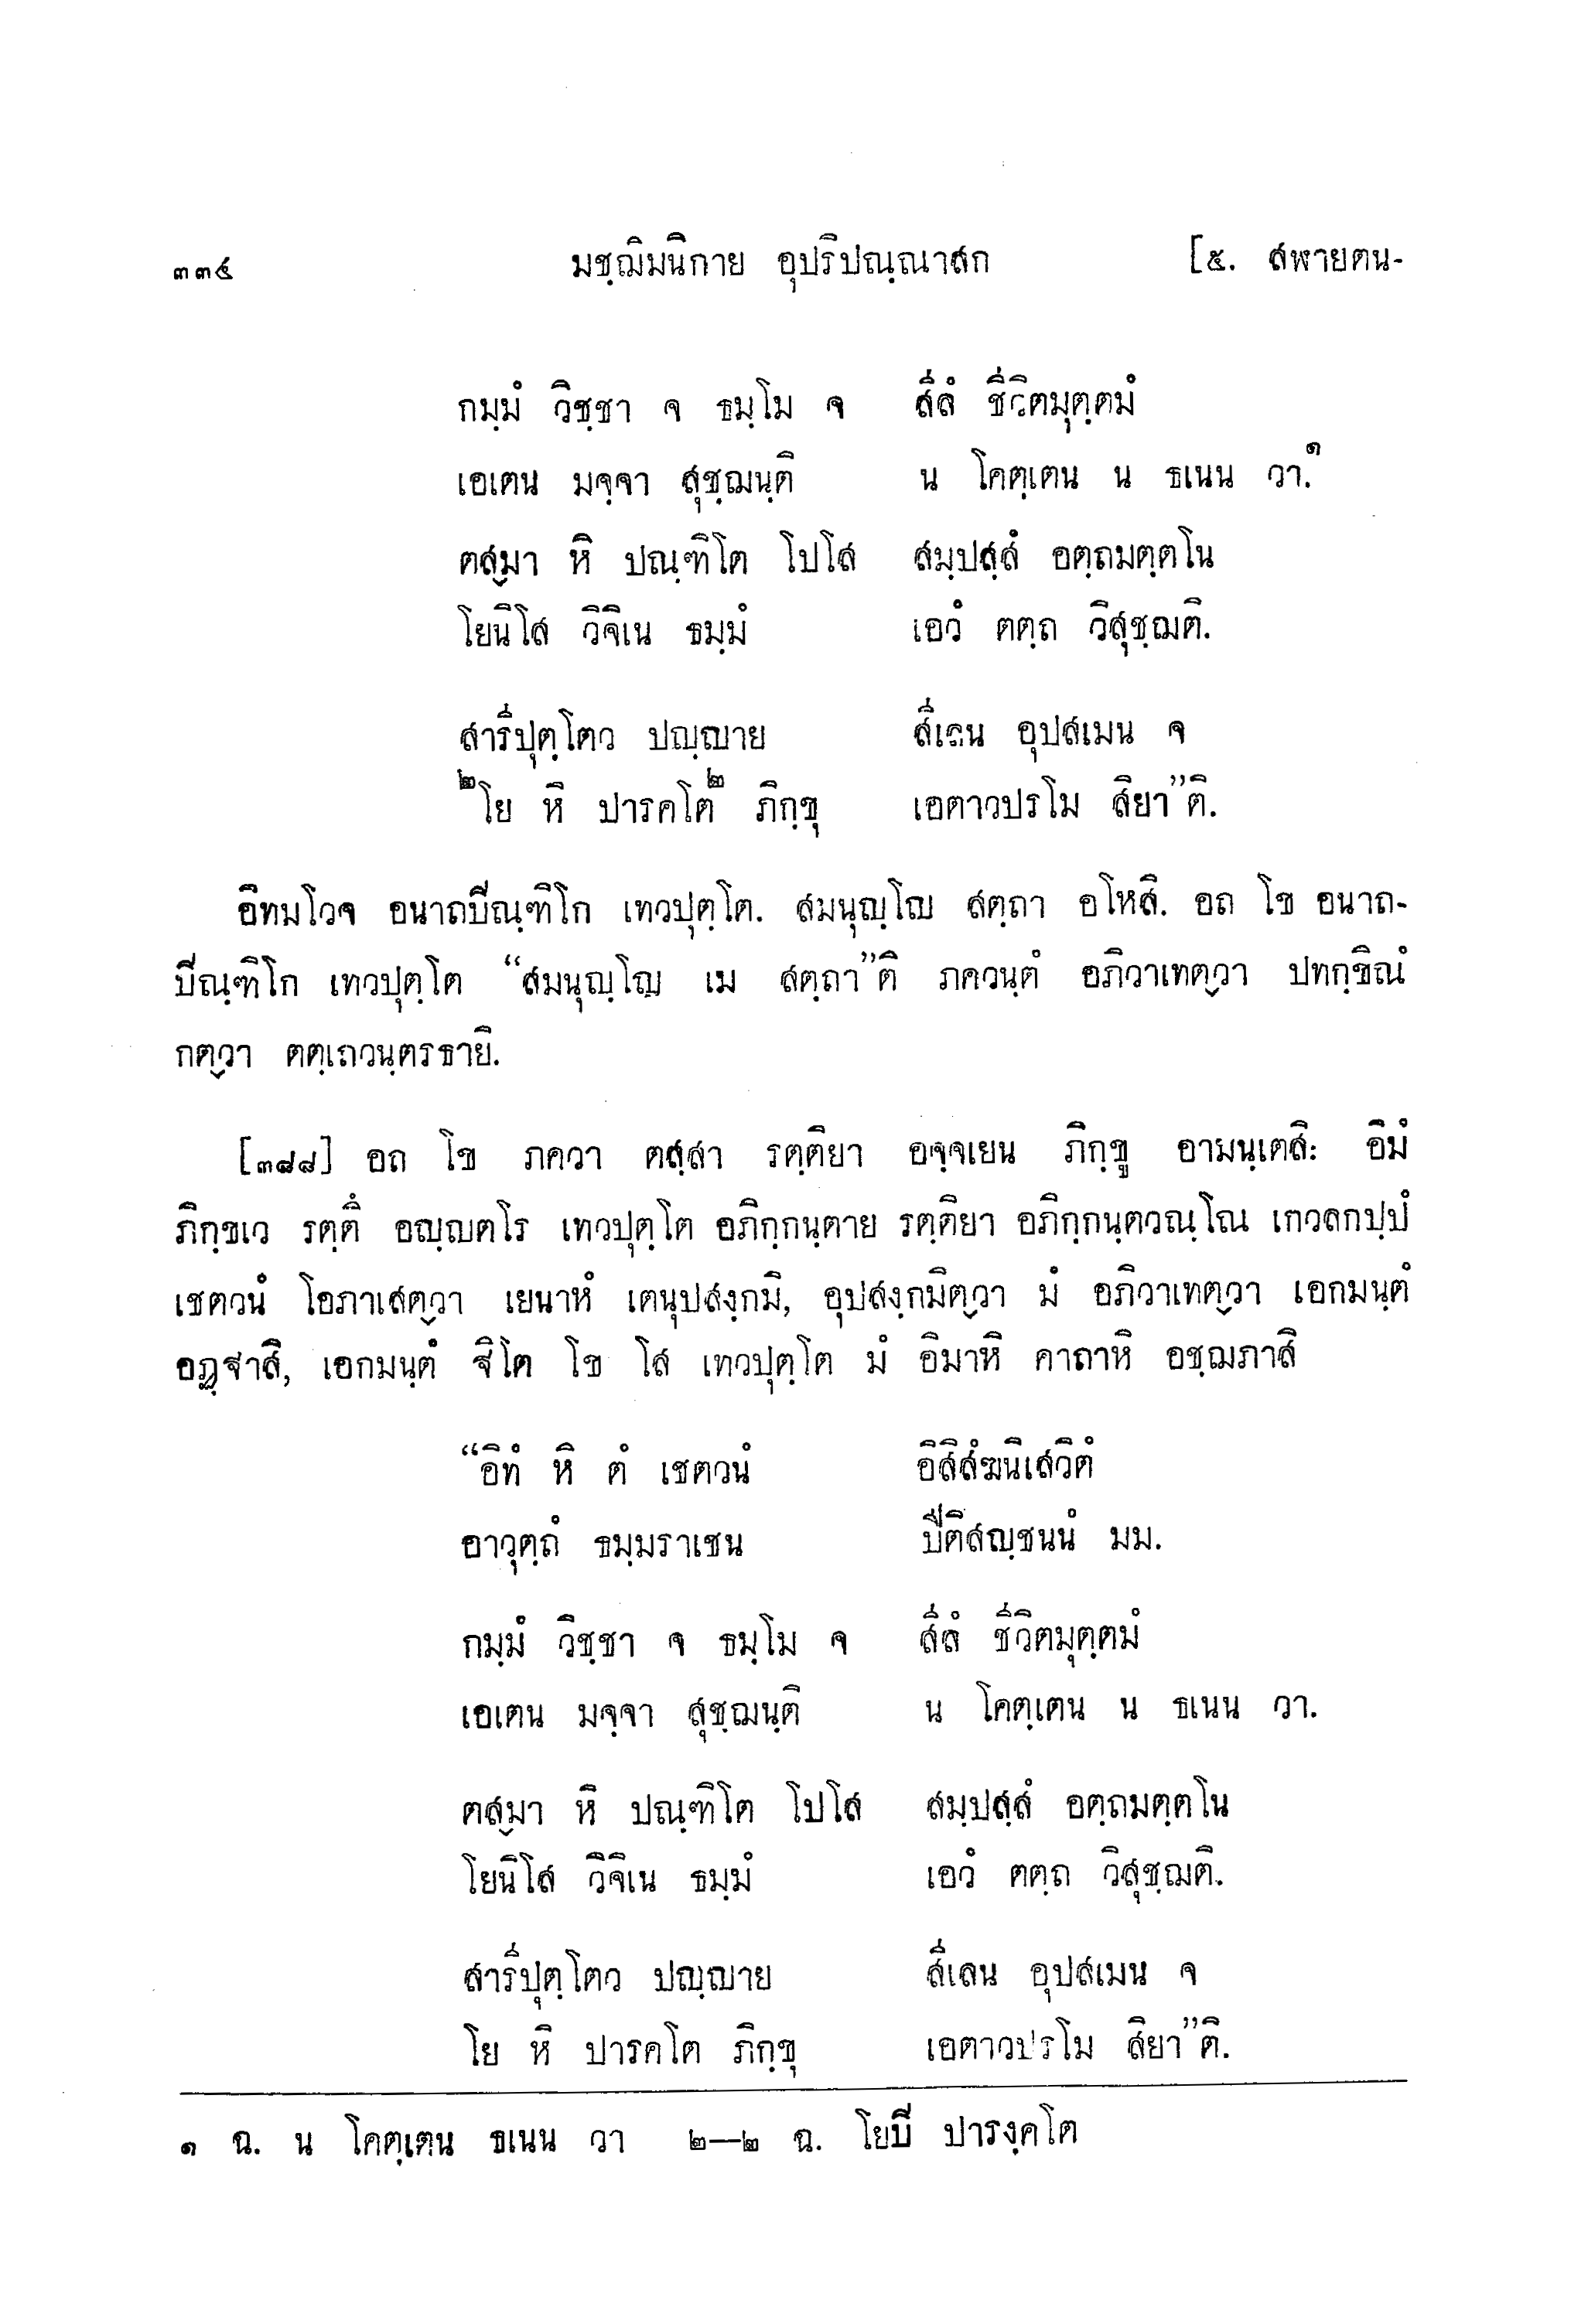 ๓๓๔ มชฺฌิมนิกาย อุปริปณฺณาสก [๕. สฬายตน-
กมฺมํ วิชฺชา จ ธมฺโม จ สีลํ ชีวิตมุตฺตมํ
เอเตน มจฺจา สุชฺฌนฺติ น โคตฺเตน น ธเนน วา.๑
ตสฺมา หิ ปณฺฑิโต โปโส สมฺปสฺสํ อตฺถมตฺตโน
โยนิโส วิจิเน ธมฺมํ เอวํ ตตฺถ วิสุชฺฌติ.
สารีปุตฺโตว ปญฺญาย สีเลน อุปสเมน จ
๒โย หิ ปารคโต๒ ภิกฺขุ เอตาวปรโม สิยา”ติ.
อิทมโวจ อนาถปิณฺฑิโก เทวปุตฺโต. สมนุญฺโญ สตฺถา อโหสิ. อถ โข อนาถ-
ปิณฺฑิโก เทวปุตฺโต “สมนุญฺโญ เม สตฺถา”ติ ภควนฺตํ อภิวาเทตฺวา ปทกฺขิณํ
กตฺวา ตตฺเถวนฺตรธายิ.
[๓๘๘] อถ โข ภควา ตสฺสา รตฺติยา อจฺจเยน ภิกฺขู อามนฺเตสิ: อิมํ
ภิกฺขเว รตฺตึ อญฺญตโร เทวปุตฺโต อภิกฺกนฺตาย รตฺติยา อภิกฺกนฺตวณฺโณ เกวลกปฺปํ
เชตวนํ โอภาเสตฺวา เยนาหํ เตนุปสงฺกมิ, อุปสงฺกมิตฺวา มํ อภิวาเทตฺวา เอกมนฺตํ
อฏฺฐาสิ, เอกมนฺตํ ฐิโต โข โส เทวปุตฺโต มํ อิมาหิ คาถาหิ อชฺฌภาสิ
“อิทํ หิ ตํ เชตวนํ อิสิสํฆนิเสวิตํ
อาวุตฺถํ ธมฺมราเชน ปีติสญฺชนนํ มม.
กมฺมํ วิชฺชา จ ธมฺโม จ สีลํ ชีวิตมุตฺตมํ
เอเตน มจฺจา สุชฺฌนฺติ น โคตฺเตน น ธเนน วา.
ตสฺมา หิ ปณฺฑิโต โปโส สมฺปสฺสํ อตฺถมตฺตโน
โยนิโส วิจิเน ธมฺมํ เอวํ ตตฺถ วิสุชฺฌติ.
สารีปุตฺโตว ปญฺญาย สีเลน อุปสเมน จ
โย หิ ปารคโต ภิกฺขุ เอตาวปรโม สิยา”ติ.
๑ ฉ. น โคตฺเตน ธเนน วา ๒—๒ ฉ. โยปิ ปารงฺคโต